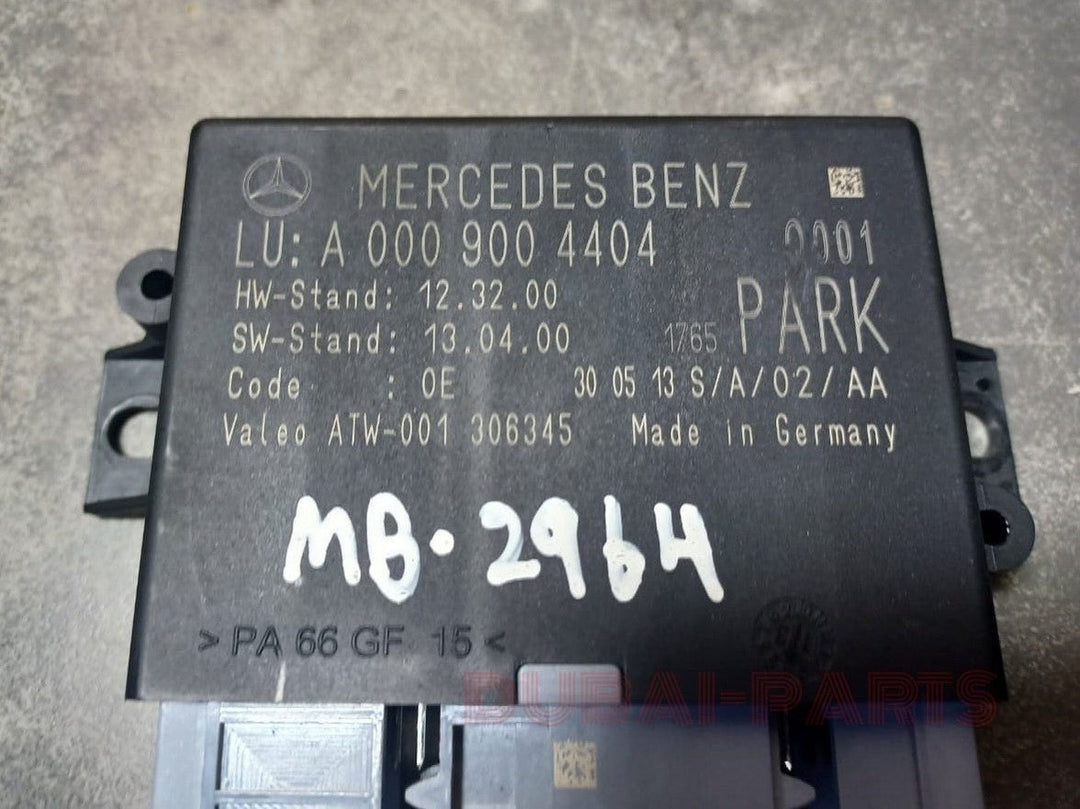 MERCEDES BENZ
LU: A 000 900 4404 0001
HW-Stand: 12.32.00
SW-Stand: 13.04.00 1765 PARK
Code : 0E 30 05 13 S/A/02/AA
Valeo ATW-001 306345 Made in Germany
MB-2964
> PA 66 GF 15 <
DUBAI-PARTS